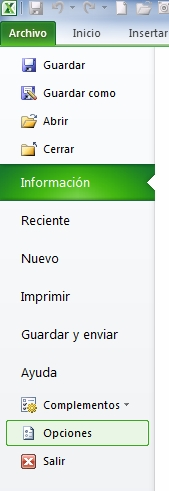 Archivo Inicio Insertar
Guardar
Guardar como
Abrir
Cerrar
Información
Reciente
Nuevo
Imprimir
Guardar y enviar
Ayuda
Complementos
Opciones
Salir